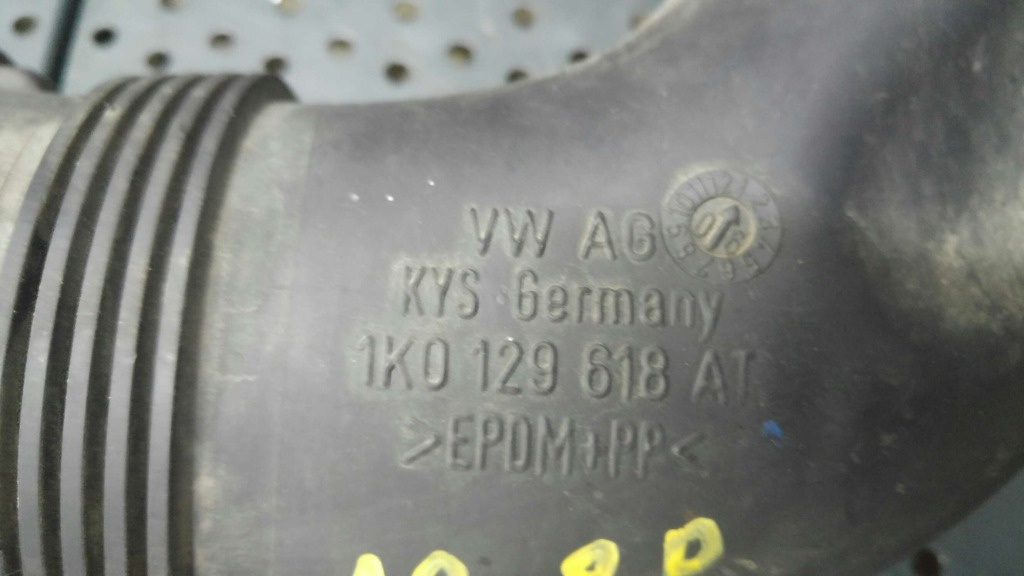 VW AG
KYS Germany
1K0 129 618 AT
>EPDM+PP<